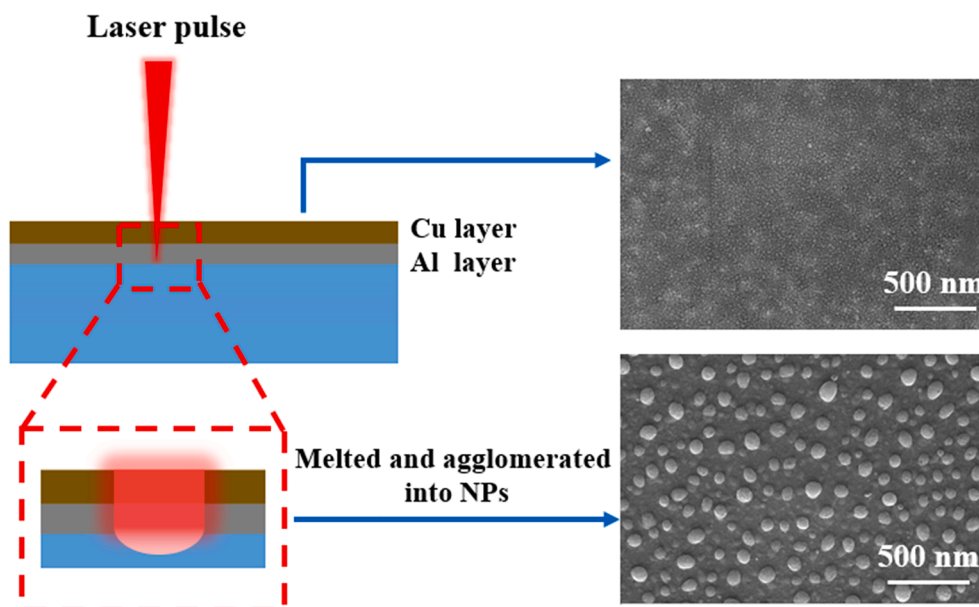 Laser pulse
Cu layer
Al layer
500 nm
Melted and agglomerated
into NPs
500 nm